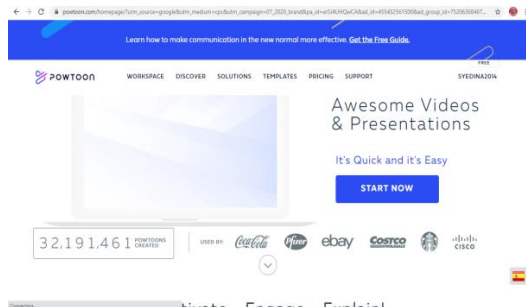 powtoon.com/homepage/?utm_source=google&utm_medium=cpc&utm_campaign=07_2020_brand
Learn how to make communication in the new normal more effective. Get the Free Guide.
FREE
POWTOON WORKSPACE DISCOVER SOLUTIONS TEMPLATES PRICING SUPPORT SYEDINA2014
Awesome Videos
& Presentations
It's Quick and it's Easy
START NOW
32,191,461 POWTOONS CREATED USED BY: Coca-Cola Pfizer ebay COSTCO WHOLESALE CISCO
Engage Explain!